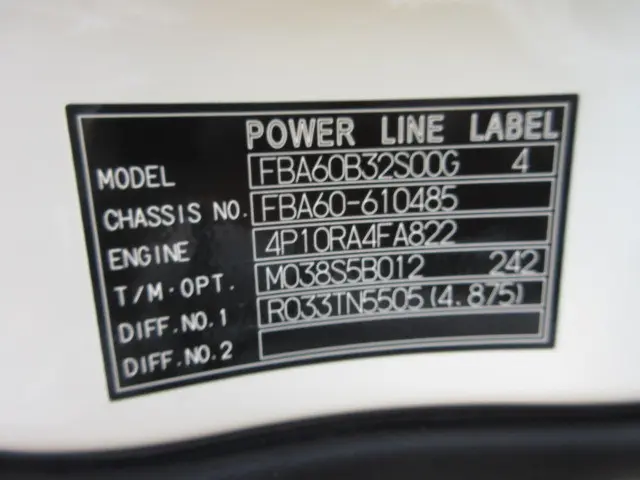 POWER LINE LABEL
MODEL FBA60B32S00G 4
CHASSIS NO. FBA60-610485
ENGINE 4P10RA4FA822
T/M·OPT. M038S5B012 242
DIFF.NO.1 R033TN5505(4.875)
DIFF.NO.2